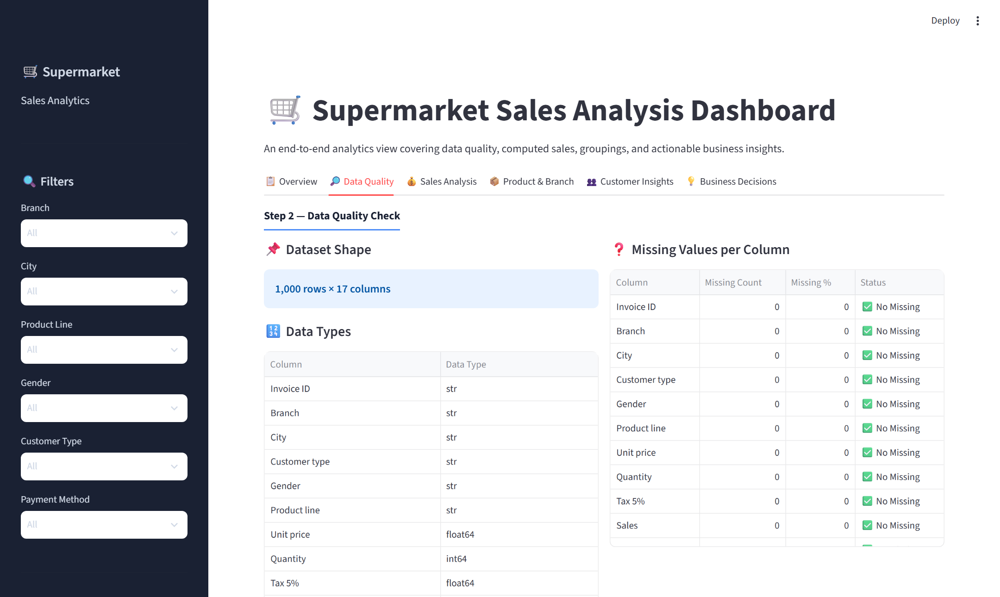 Deploy
Supermarket
Sales Analytics
Filters
Branch
All
City
All
Product Line
All
Gender
All
Customer Type
All
Payment Method
All
Supermarket Sales Analysis Dashboard
An end-to-end analytics view covering data quality, computed sales, groupings, and actionable business insights.
Overview Data Quality Sales Analysis Product & Branch Customer Insights Business Decisions
Step 2 — Data Quality Check
Dataset Shape
1,000 rows × 17 columns
Data Types
Column Data Type
Invoice ID str
Branch str
City str
Customer type str
Gender str
Product line str
Unit price float64
Quantity int64
Tax 5% float64
Missing Values per Column
Column Missing Count Missing % Status
Invoice ID 0 0 No Missing
Branch 0 0 No Missing
City 0 0 No Missing
Customer type 0 0 No Missing
Gender 0 0 No Missing
Product line 0 0 No Missing
Unit price 0 0 No Missing
Quantity 0 0 No Missing
Tax 5% 0 0 No Missing
Sales 0 0 No Missing